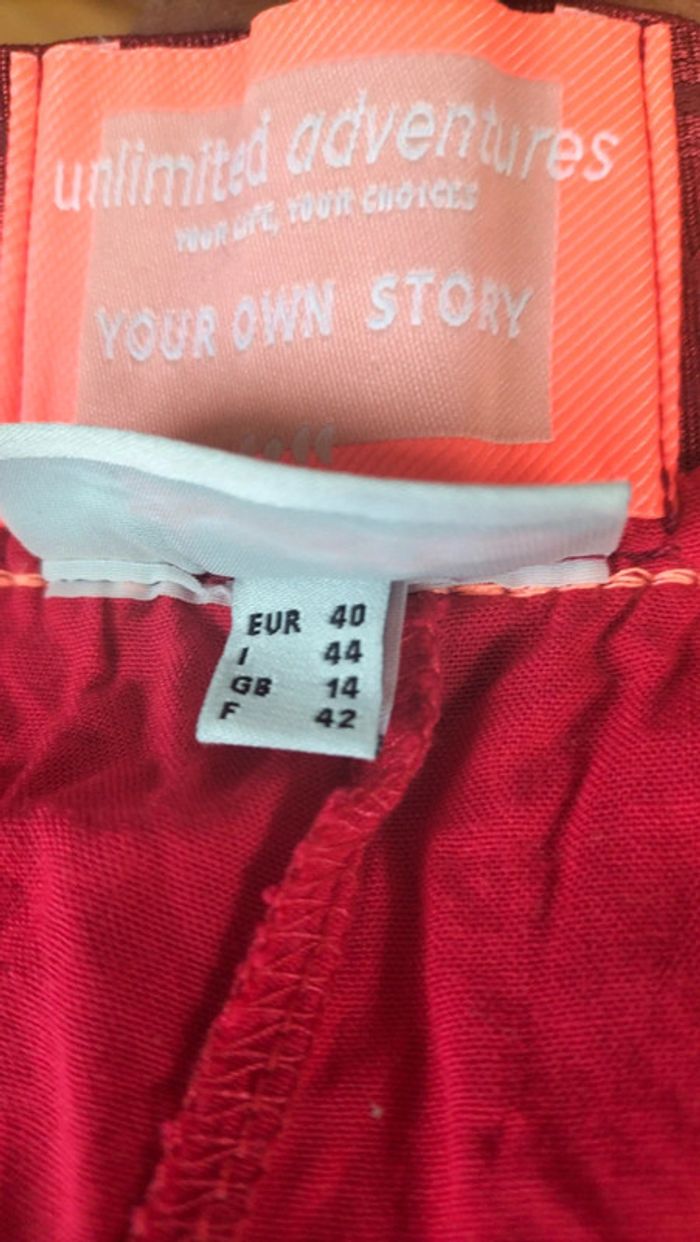 unlimited adventures
YOUR LIFE, YOUR CHOICES
YOUR OWN STORY
EUR 40
I 44
GB 14
F 42